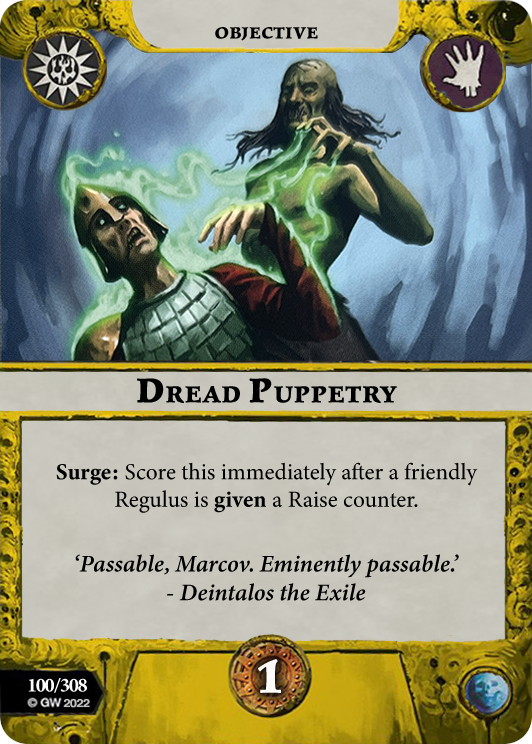 OBJECTIVE
DREAD PUPPETRY
Surge: Score this immediately after a friendly
Regulus is given a Raise counter.
‘Passable, Marcov. Eminently passable.’
- Deintalos the Exile
1
100/308
© GW 2022